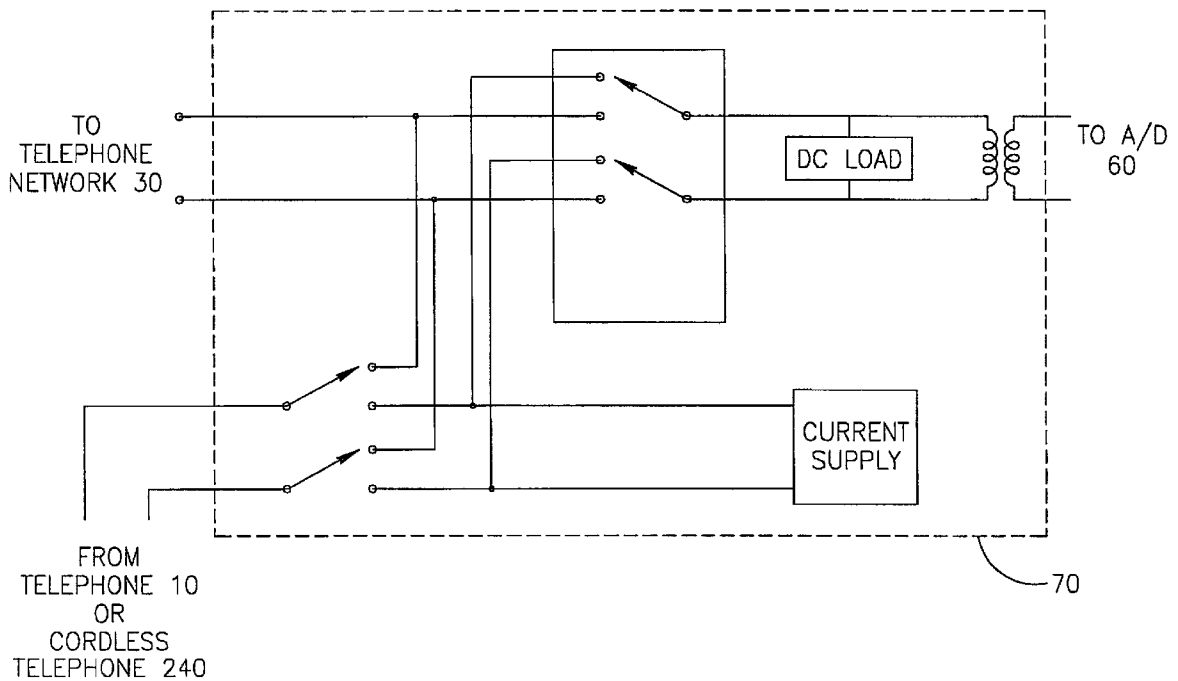 TO
TELEPHONE
NETWORK 30
DC LOAD
TO A/D
60
CURRENT
SUPPLY
FROM
TELEPHONE 10
OR
CORDLESS
TELEPHONE 240
70